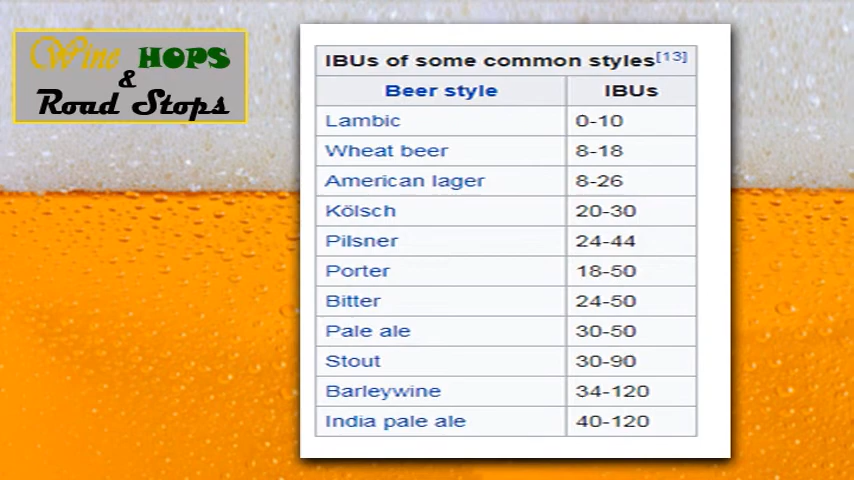 Wine HOPS
&
Road Stops
IBUs of some common styles[13]
Beer style IBUs
Lambic 0-10
Wheat beer 8-18
American lager 8-26
Kölsch 20-30
Pilsner 24-44
Porter 18-50
Bitter 24-50
Pale ale 30-50
Stout 30-90
Barleywine 34-120
India pale ale 40-120